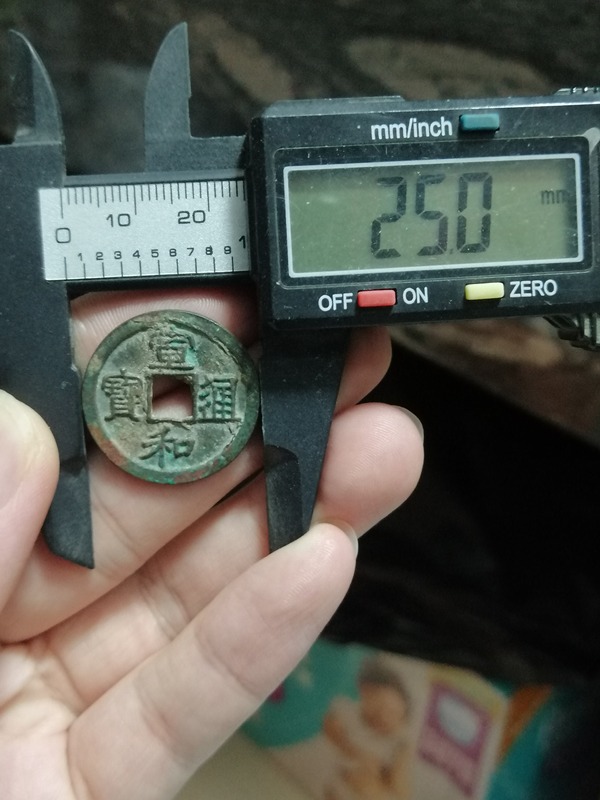 mm/inch
25.0 mm
OFF ON ZERO
0 10 20
1 2 3 4 5 6 7 8 9 1
宣
寳 通
和